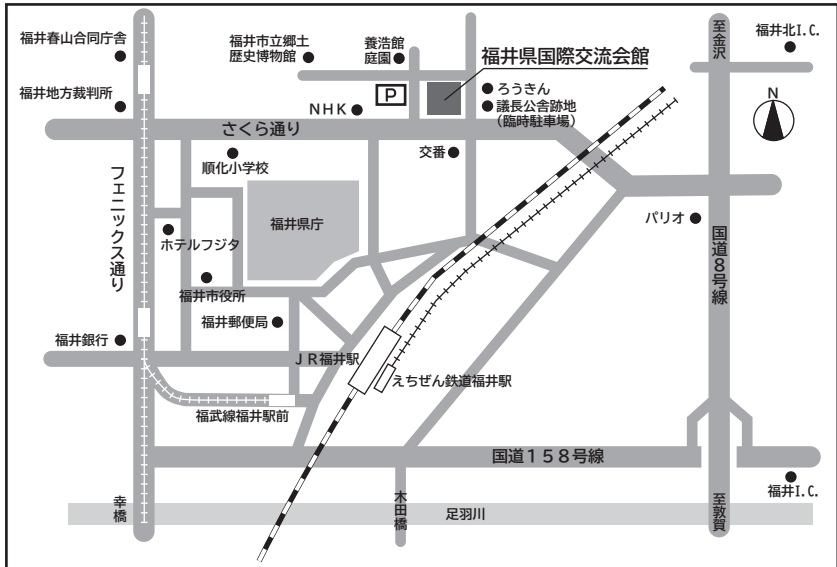 福井春山合同庁舎
福井市立郷土
歴史博物館
養浩館
庭園
福井県国際交流会館
至金沢
福井北I.C.
福井地方裁判所
P
ろうきん
議長公舎跡地
(臨時駐車場)
N
NHK
さくら通り
順化小学校
交番
フェニックス通り
福井県庁
ホテルフジタ
パリオ
国道8号線
福井市役所
福井郵便局
福井銀行
JR福井駅
えちぜん鉄道福井駅
福武線福井駅前
国道158号線
福井I.C.
幸橋
木田橋
足羽川
至敦賀